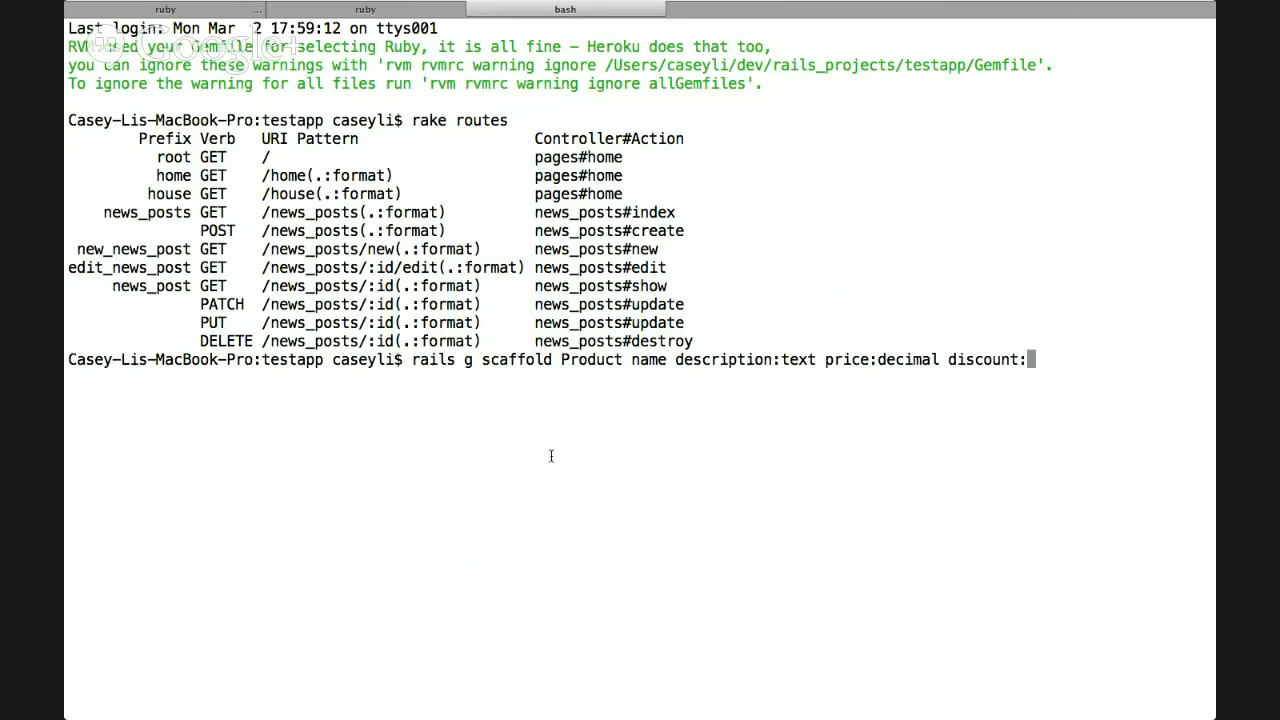 ruby ... ruby bash
Last login: Mon Mar 2 17:59:12 on ttys001
RVM used your Gemfile for selecting Ruby, it is all fine - Heroku does that too,
you can ignore these warnings with 'rvm rvmrc warning ignore /Users/caseyli/dev/rails_projects/testapp/Gemfile'.
To ignore the warning for all files run 'rvm rvmrc warning ignore allGemfiles'.
Google+
Casey-Lis-MacBook-Pro:testapp caseyli$ rake routes
Prefix Verb URI Pattern Controller#Action
root GET / pages#home
home GET /home(.:format) pages#home
house GET /house(.:format) pages#home
news_posts GET /news_posts(.:format) news_posts#index
POST /news_posts(.:format) news_posts#create
new_news_post GET /news_posts/new(.:format) news_posts#new
edit_news_post GET /news_posts/:id/edit(.:format) news_posts#edit
news_post GET /news_posts/:id(.:format) news_posts#show
PATCH /news_posts/:id(.:format) news_posts#update
PUT /news_posts/:id(.:format) news_posts#update
DELETE /news_posts/:id(.:format) news_posts#destroy
Casey-Lis-MacBook-Pro:testapp caseyli$ rails g scaffold Product name description:text price:decimal discount: